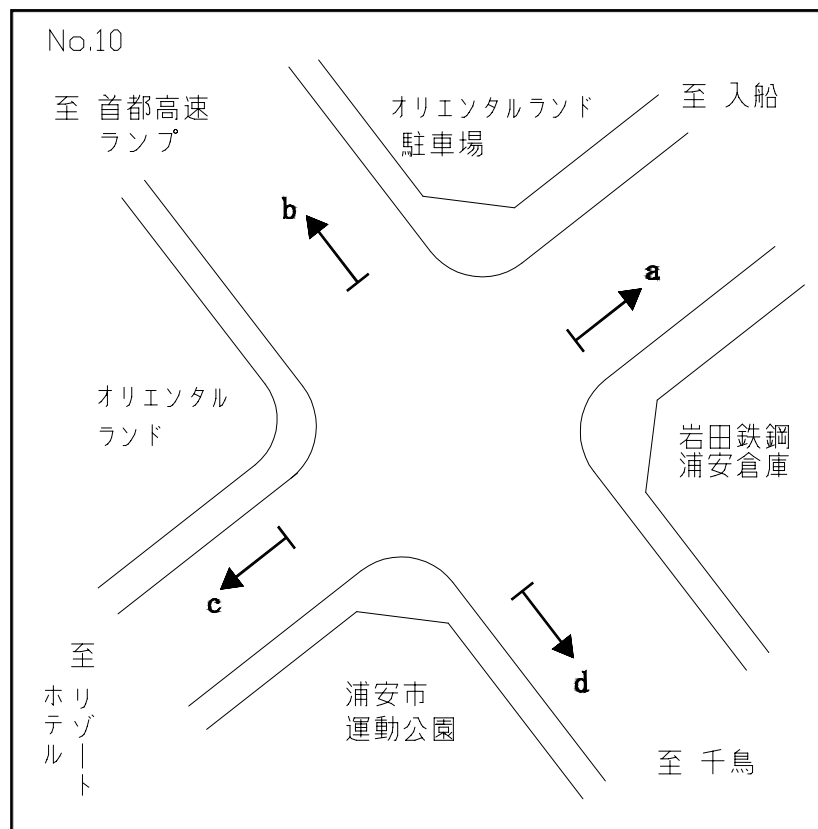 No.10
至 首都高速
ランプ
オリエンタルランド
駐車場
至 入船
b
a
オリエンタル
ランド
岩田鉄鋼
浦安倉庫
c
d
至
リゾート
ホテル
浦安市
運動公園
至 千鳥